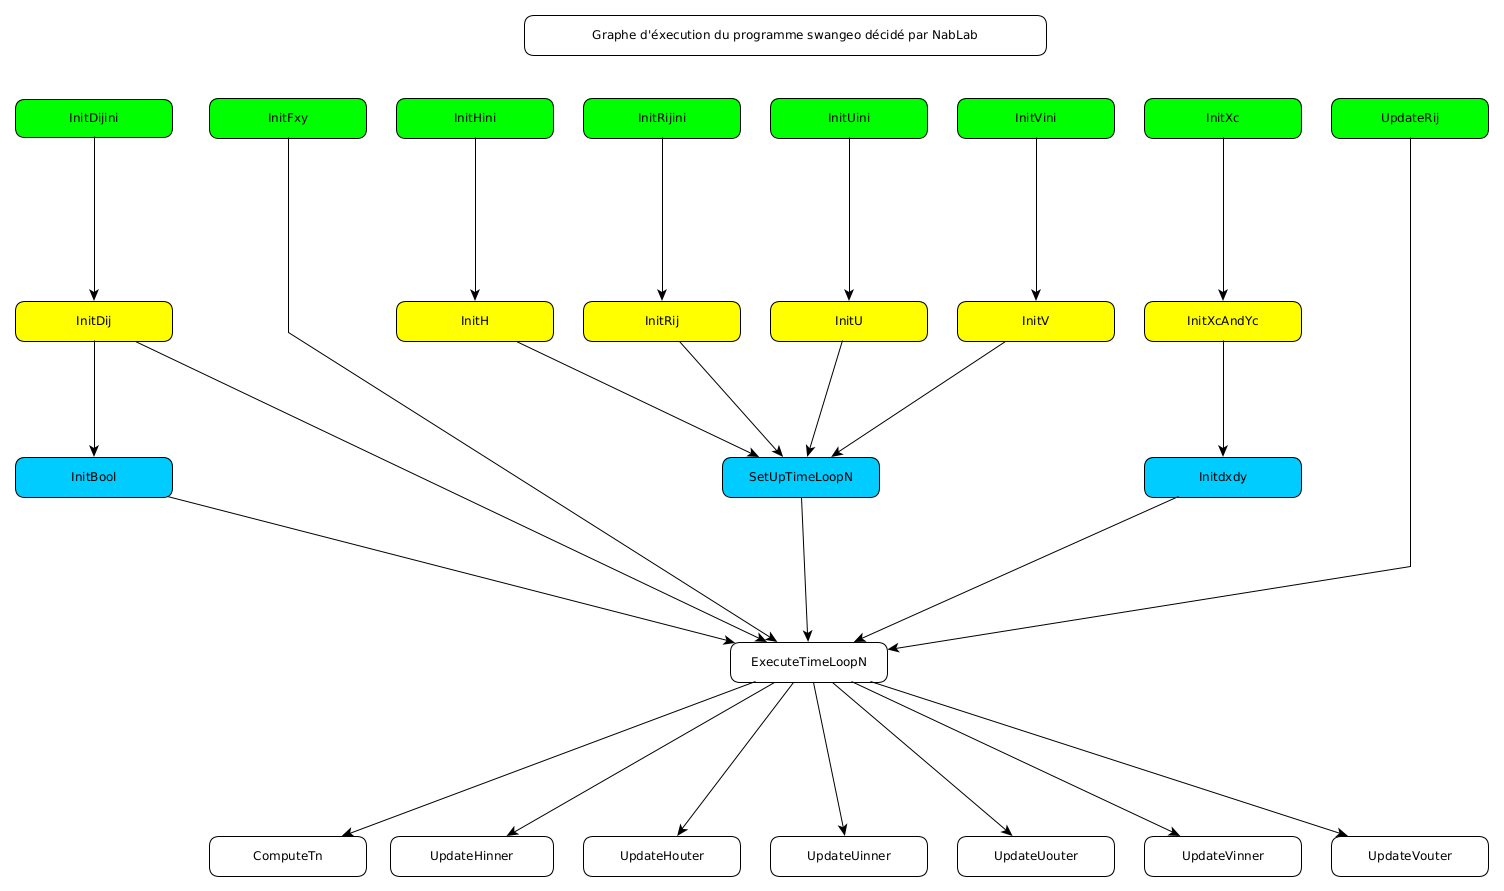 Graphe d'éxecution du programme swangeo décidé par NabLab
InitDijini
InitFxy
InitHini
InitRijini
InitUini
InitVini
InitXc
UpdateRij
InitDij
InitH
InitRij
InitU
InitV
InitXcAndYc
InitBool
SetUpTimeLoopN
Initdxdy
ExecuteTimeLoopN
ComputeTn
UpdateHinner
UpdateHouter
UpdateUinner
UpdateUouter
UpdateVinner
UpdateVouter